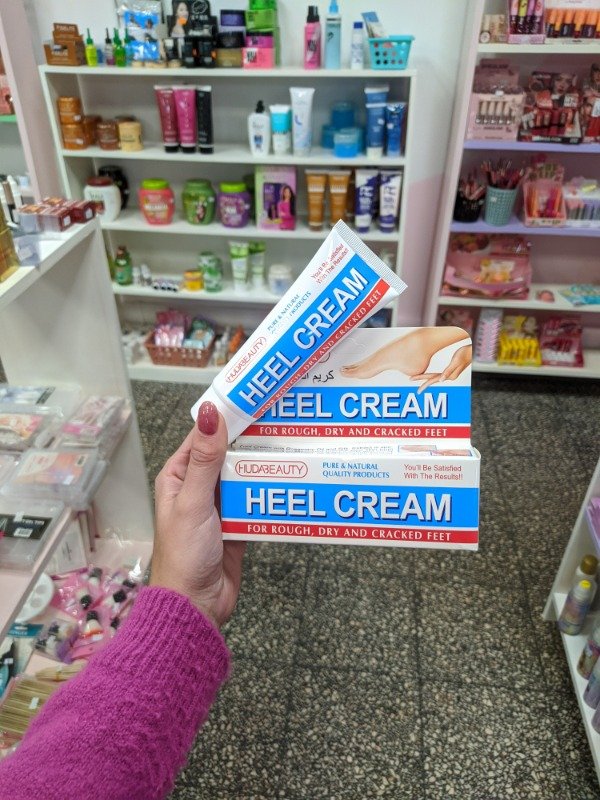 You'll Be Satisfied
With The Results!!
PURE & NATURAL
PRODUCTS
HUDABEAUTY
HEEL CREAM
FOR ROUGH, DRY AND CRACKED FEET
كريم
HEEL CREAM
FOR ROUGH, DRY AND CRACKED FEET
HUDABEAUTY
PURE & NATURAL
QUALITY PRODUCTS
You'll Be Satisfied
With The Results!!
HEEL CREAM
FOR ROUGH, DRY AND CRACKED FEET